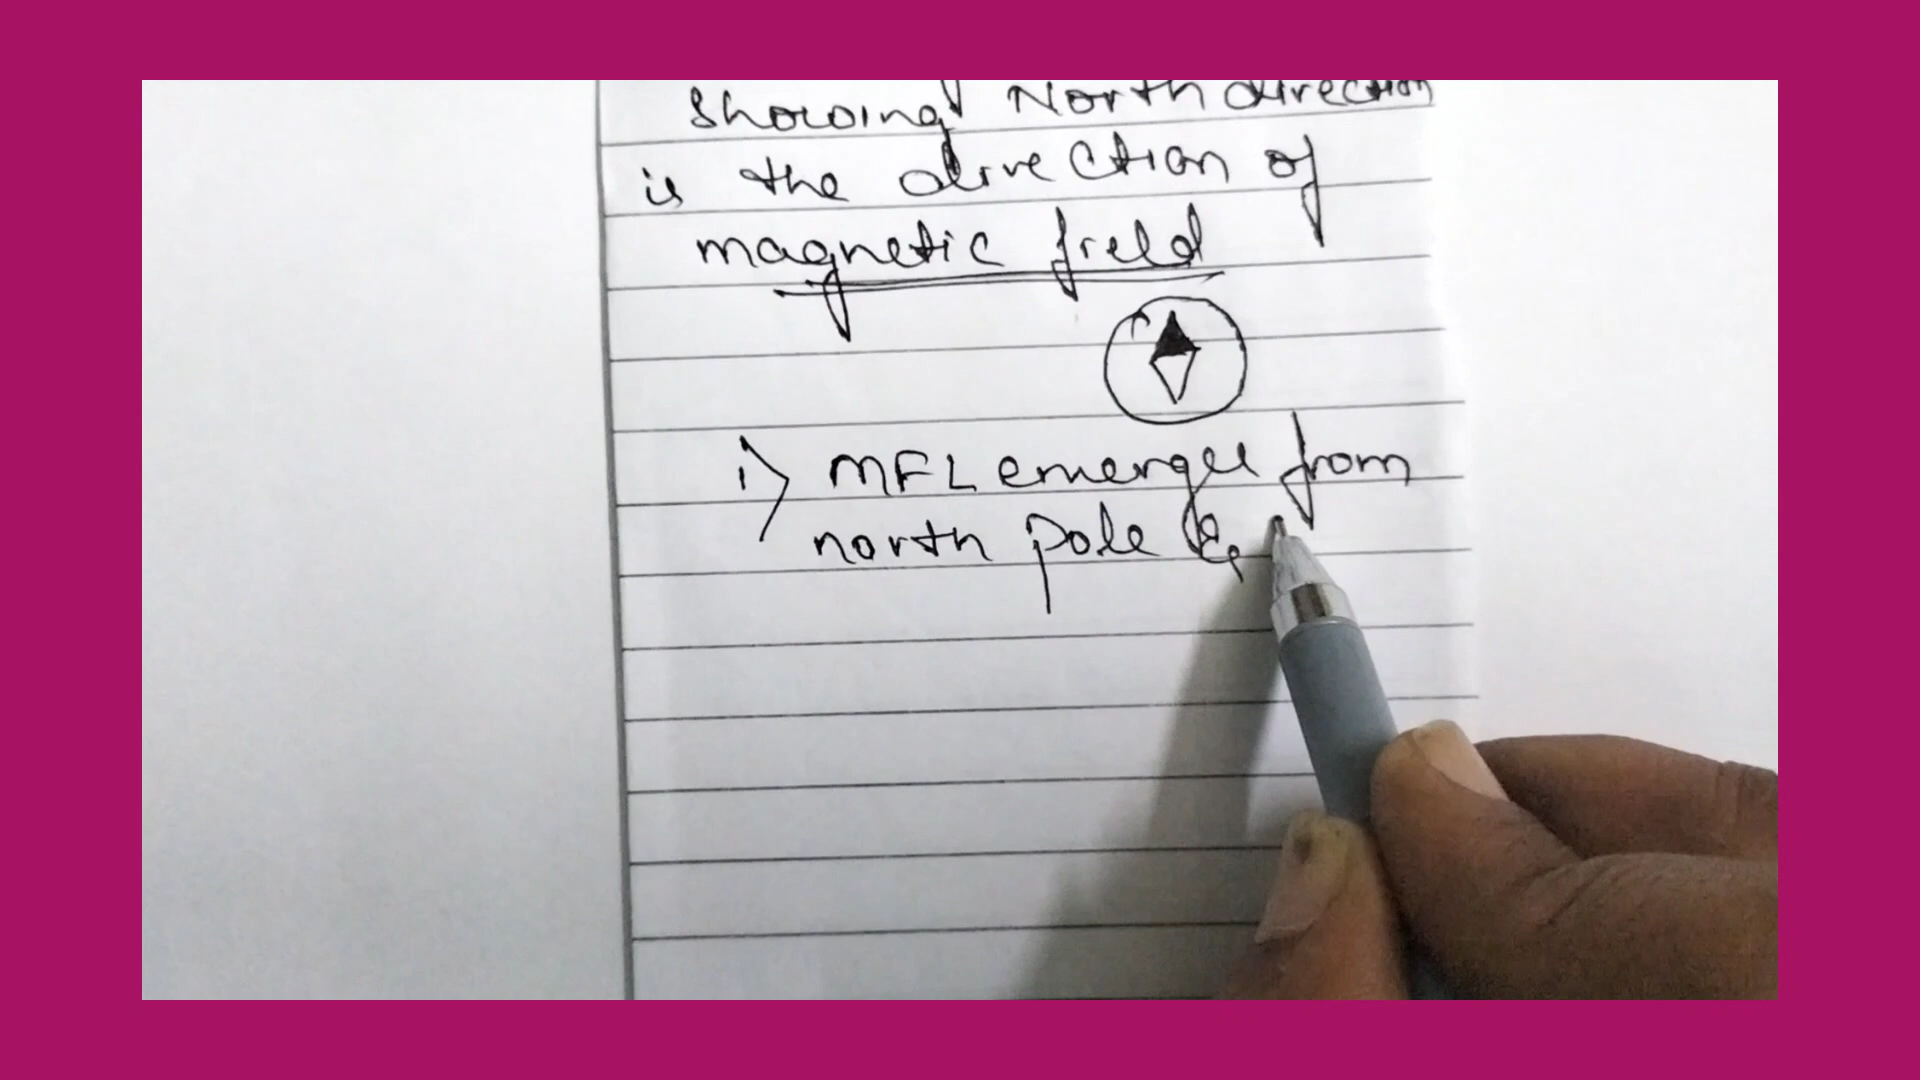 showing North direction
is the direction of
magnetic field
i) MFL emerges from
north pole &